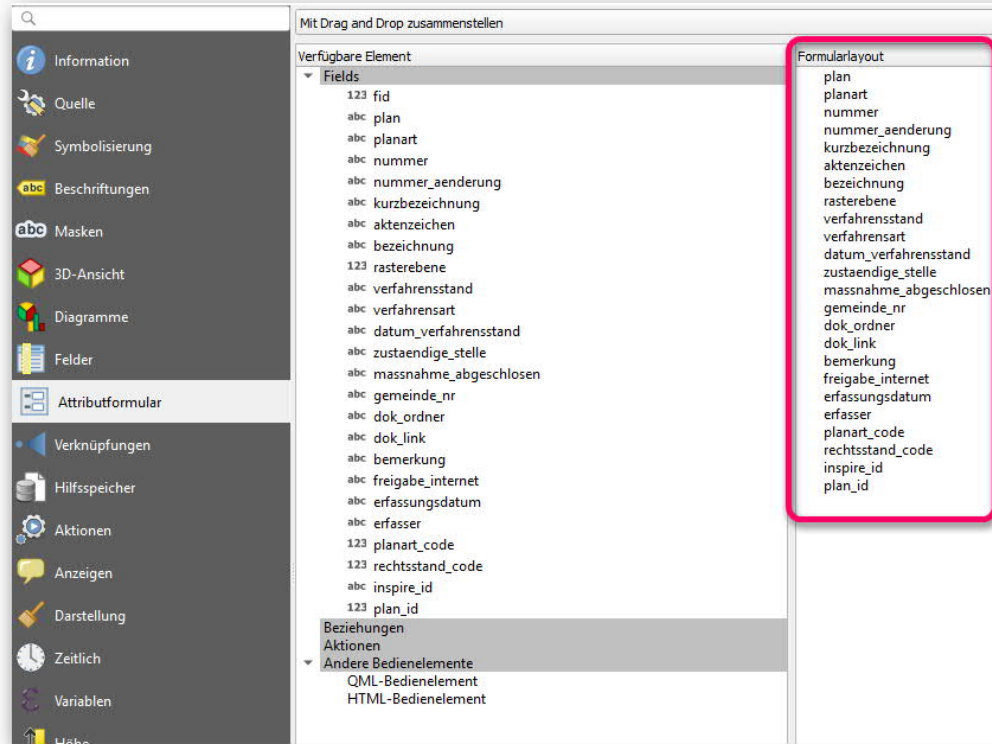 Information
Quelle
Symbolisierung
abc
Beschriftungen
abc
Masken
3D-Ansicht
Diagramme
Felder
Attributformular
Verknüpfungen
Hilfsspeicher
Aktionen
Anzeigen
Darstellung
Zeitlich
Variablen
Höhe
Mit Drag and Drop zusammenstellen
Verfügbare Element
Fields
123 fid
abc plan
abc planart
abc nummer
abc nummer_aenderung
abc kurzbezeichnung
abc aktenzeichen
abc bezeichnung
123 rasterebene
abc verfahrensstand
abc verfahrensart
abc datum_verfahrensstand
abc zustaendige_stelle
abc massnahme_abgeschlosen
abc gemeinde_nr
abc dok_ordner
abc dok_link
abc bemerkung
abc freigabe_internet
abc erfassungsdatum
abc erfasser
123 planart_code
123 rechtsstand_code
abc inspire_id
123 plan_id
Beziehungen
Aktionen
Andere Bedienelemente
QML-Bedienelement
HTML-Bedienelement
Formularlayout
plan
planart
nummer
nummer_aenderung
kurzbezeichnung
aktenzeichen
bezeichnung
rasterebene
verfahrensstand
verfahrensart
datum_verfahrensstand
zustaendige_stelle
massnahme_abgeschlosen
gemeinde_nr
dok_ordner
dok_link
bemerkung
freigabe_internet
erfassungsdatum
erfasser
planart_code
rechtsstand_code
inspire_id
plan_id